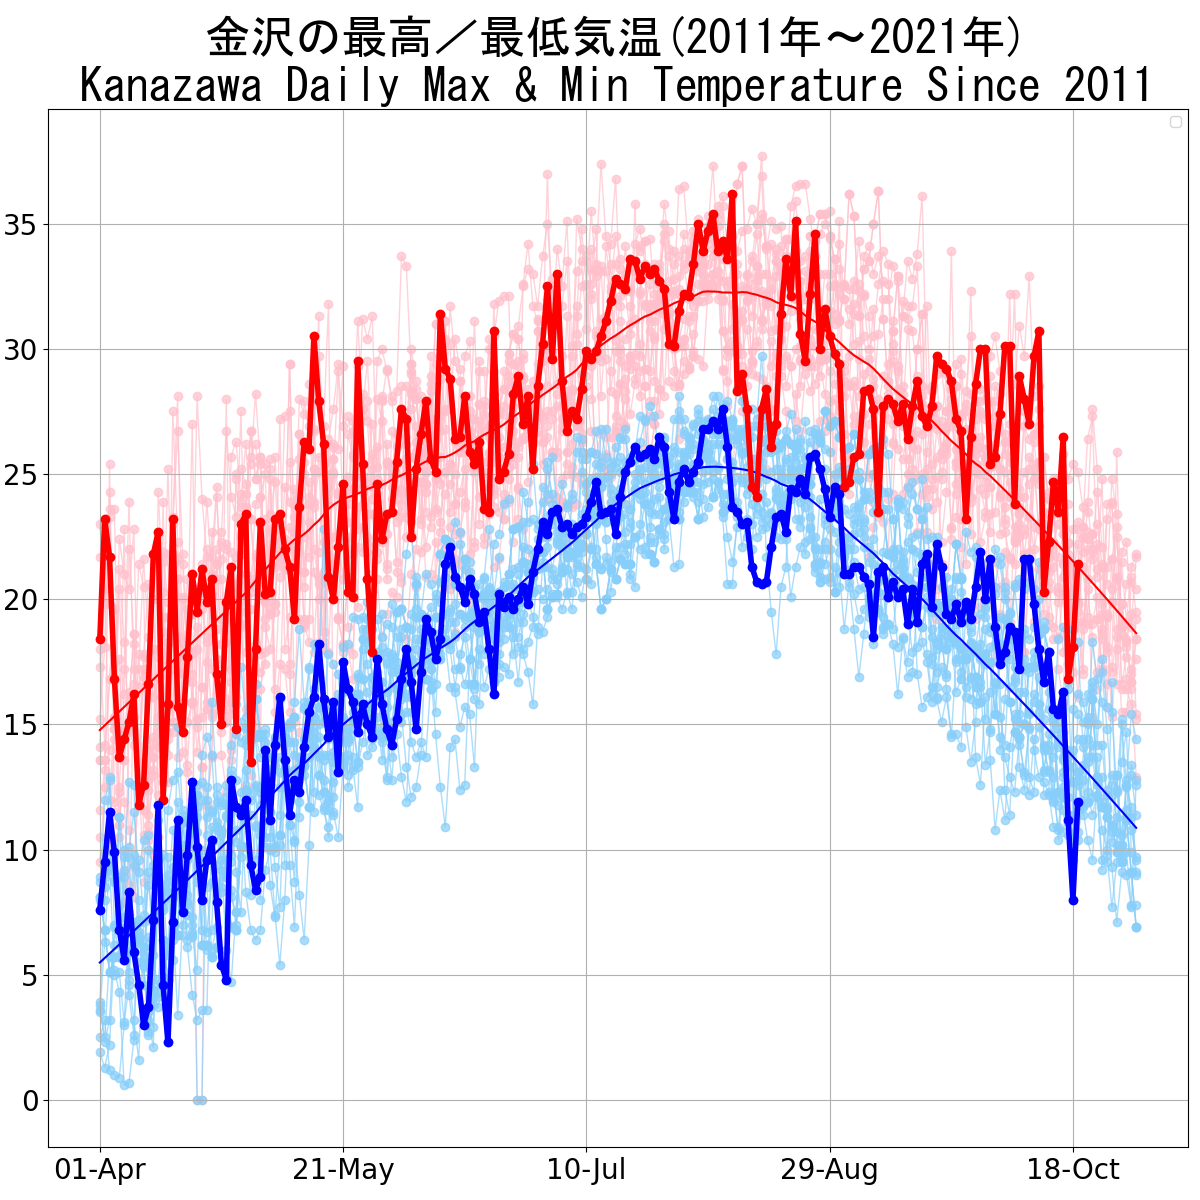 金沢の最高／最低気温(2011年～2021年)
Kanazawa Daily Max & Min Temperature Since 2011
35
30
25
20
15
10
5
0
01-Apr 21-May 10-Jul 29-Aug 18-Oct